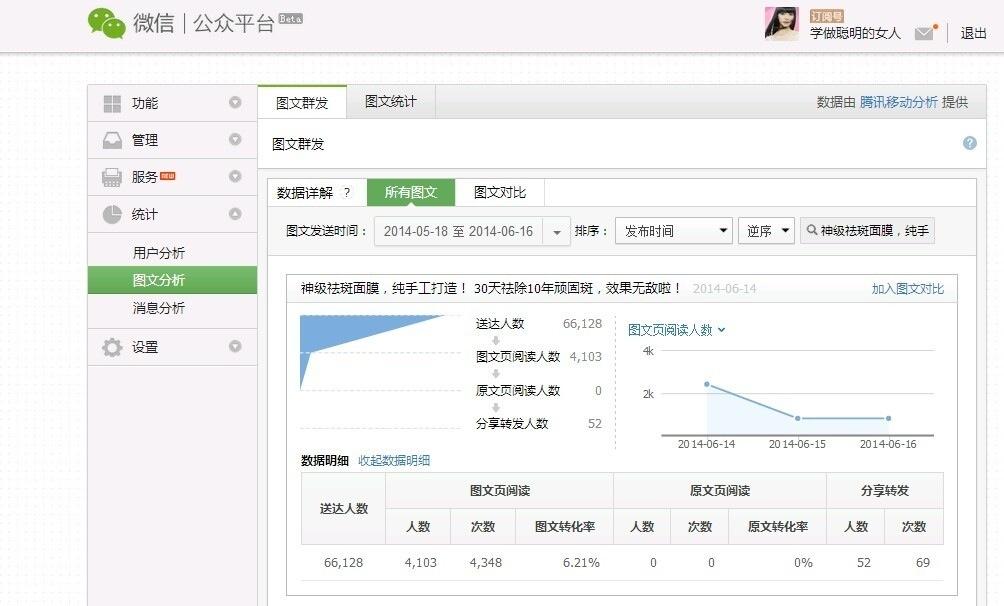 微信 | 公众平台 Beta
订阅号
学做聪明的女人
退出
功能
管理
服务 NEW
统计
用户分析
图文分析
消息分析
设置
图文群发 图文统计
数据由 腾讯移动分析 提供
图文群发
?
数据详解 ? 所有图文 图文对比
图文发送时间： 2014-05-18 至 2014-06-16 排序： 发布时间 逆序 神级祛斑面膜，纯手
神级祛斑面膜，纯手工打造！ 30天祛除10年顽固斑，效果无敌啦！ 2014-06-14 加入图文对比
送达人数 66,128
图文页阅读人数 4,103
原文页阅读人数 0
分享转发人数 52
图文页阅读人数
4k
2k
2014-06-14 2014-06-15 2014-06-16
数据明细 收起数据明细
送达人数 图文页阅读 原文页阅读 分享转发
人数 次数 图文转化率 人数 次数 原文转化率 人数 次数
66,128 4,103 4,348 6.21% 0 0 0% 52 69